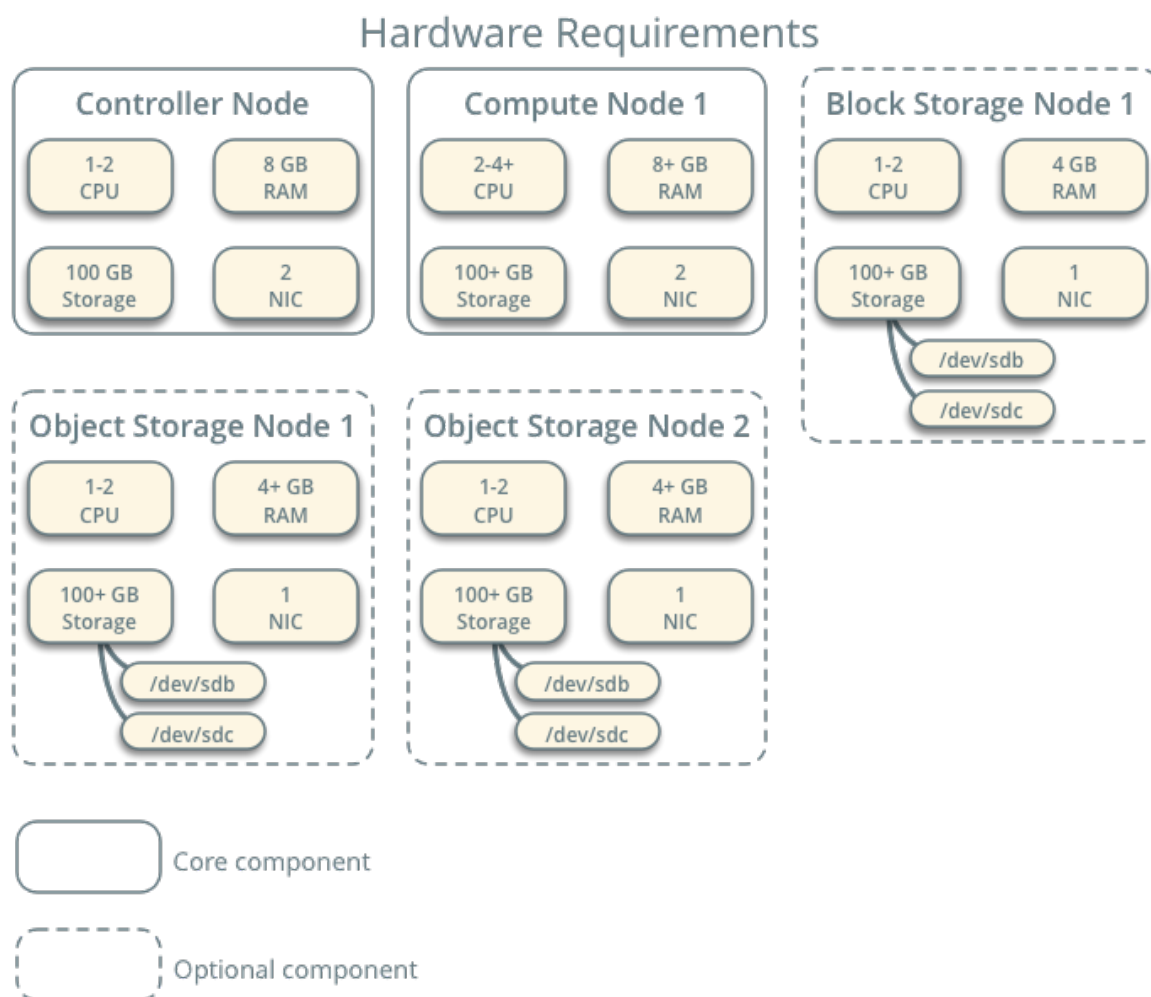 Hardware Requirements
Controller Node
1-2
CPU
8 GB
RAM
100 GB
Storage
2
NIC
Compute Node 1
2-4+
CPU
8+ GB
RAM
100+ GB
Storage
2
NIC
Block Storage Node 1
1-2
CPU
4 GB
RAM
100+ GB
Storage
1
NIC
/dev/sdb
/dev/sdc
Object Storage Node 1
1-2
CPU
4+ GB
RAM
100+ GB
Storage
1
NIC
/dev/sdb
/dev/sdc
Object Storage Node 2
1-2
CPU
4+ GB
RAM
100+ GB
Storage
1
NIC
/dev/sdb
/dev/sdc
Core component
Optional component